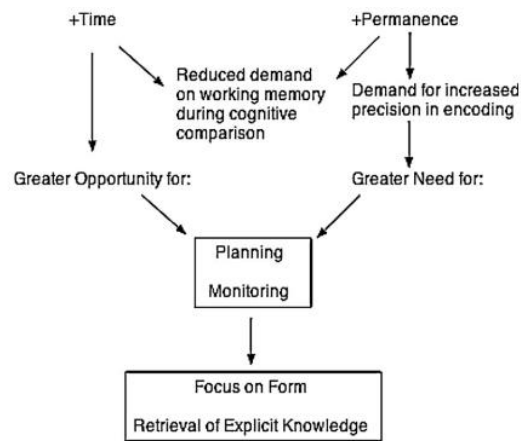 +Time
+Permanence
Reduced demand
on working memory
during cognitive
comparison
Demand for increased
precision in encoding
Greater Opportunity for:
Greater Need for:
Planning
Monitoring
Focus on Form
Retrieval of Explicit Knowledge